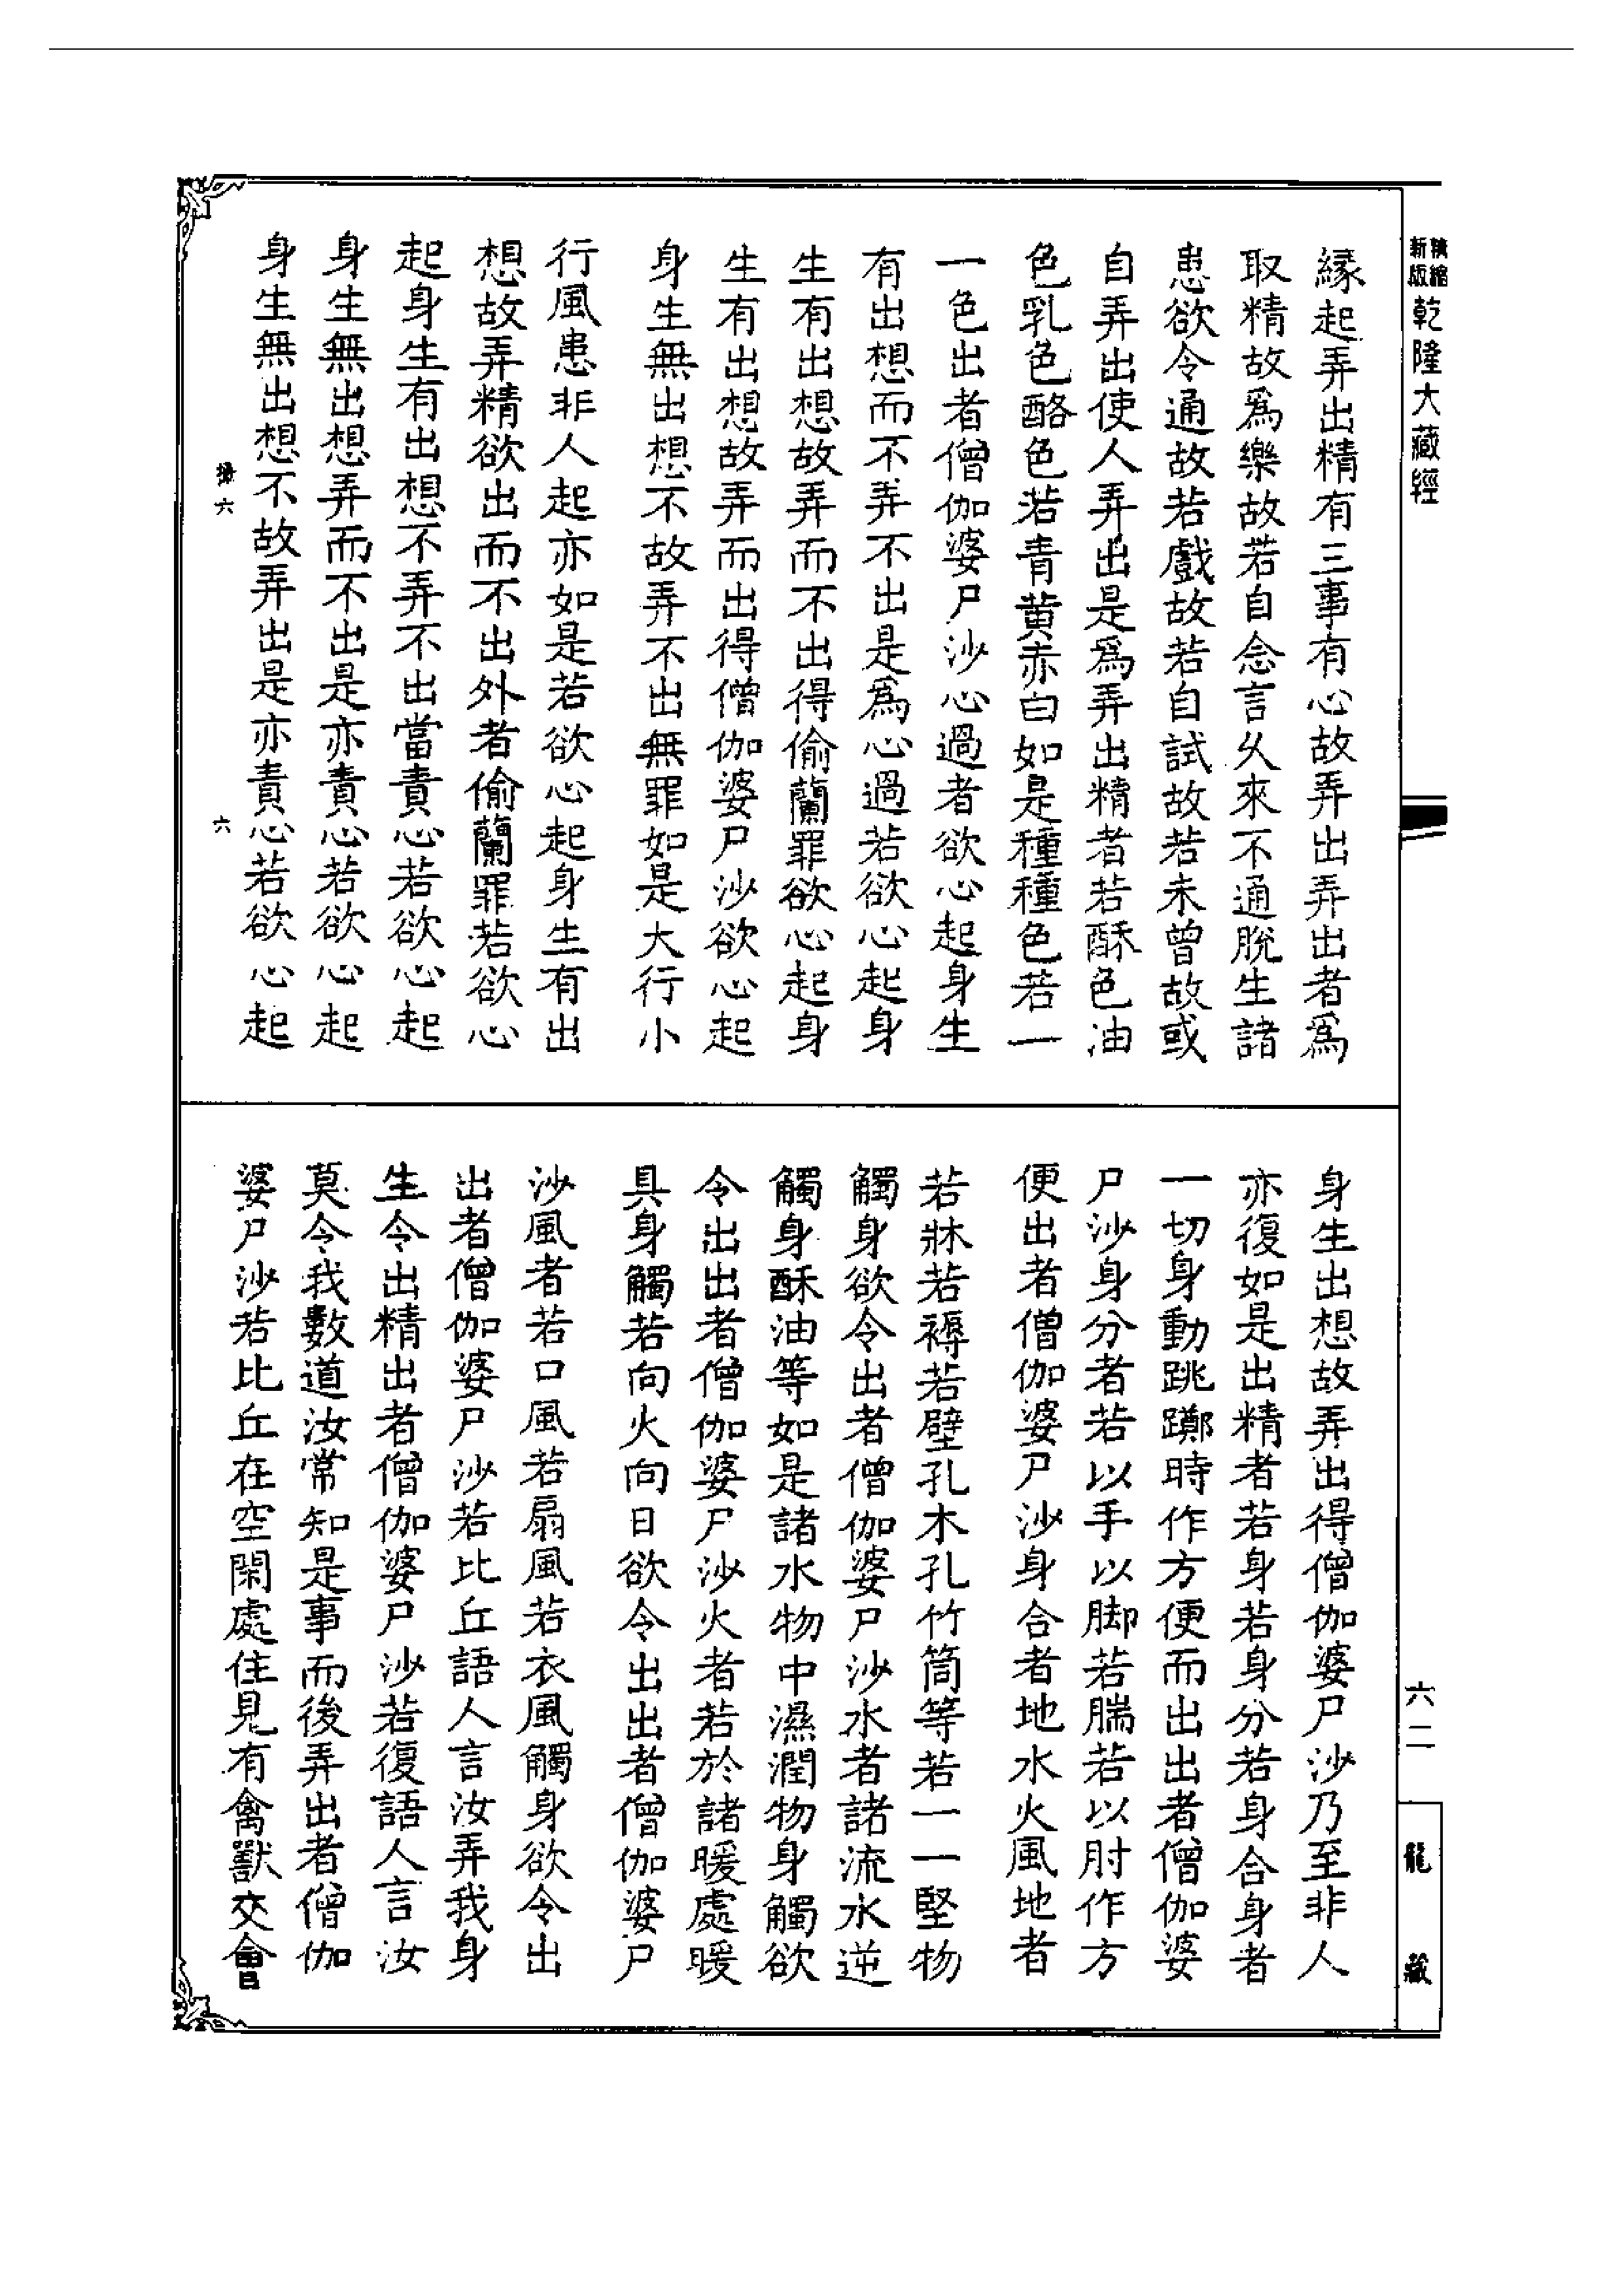 精縮
新版
乾隆大藏經
縁起弄出精有三事有心故弄出弄出者爲
取精故爲樂故若自念言乆來不通脫生諸
患欲令通故若戲故若自試故若未曾故或
自弄出使人弄出是爲弄出精者若酥色油
色乳色酪色若青黄赤白如是種種色若一
一色出者僧伽婆尸沙心過者欲心起身生
有出想而不弄不出是爲心過若欲心起身
生有出想故弄而不出得偷蘭罪欲心起身
生有出想故弄而出得僧伽婆尸沙欲心起
身生無出想不故弄不出無罪如是大行小
行風患非人起亦如是若欲心起身生有出
想故弄精欲出而不出外者偷蘭罪若欲心
起身生有出想不弄不出當責心若欲心起
身生無出想弄而不出是亦責心若欲心起
身生無出想不故弄出是亦責心若欲心起
六
六
身生出想故弄出得僧伽婆尸沙乃至非人
亦復如是出精者若身若身分若身合身者
一切身動跳躑時作方便而出出者僧伽婆
尸沙身分者若以手以脚若腨若以肘作方
便出者僧伽婆尸沙身合者地水火風地者
若牀若褥若壁孔木孔竹筒等若一一堅物
觸身欲令出者僧伽婆尸沙水者諸流水逆
觸身酥油等如是諸水物中濕潤物身觸欲
令出出者僧伽婆尸沙火者若於諸暖處暖
具身觸若向火向日欲令出出者僧伽婆尸
沙風者若口風若扇風若衣風觸身欲令出
出者僧伽婆尸沙若比丘語人言汝弄我身
生令出精出者僧伽婆尸沙若復語人言汝
莫令我數道汝常知是事而後弄出者僧伽
婆尸沙若比丘在空閑處住見有禽獸交會
六二
龍藏